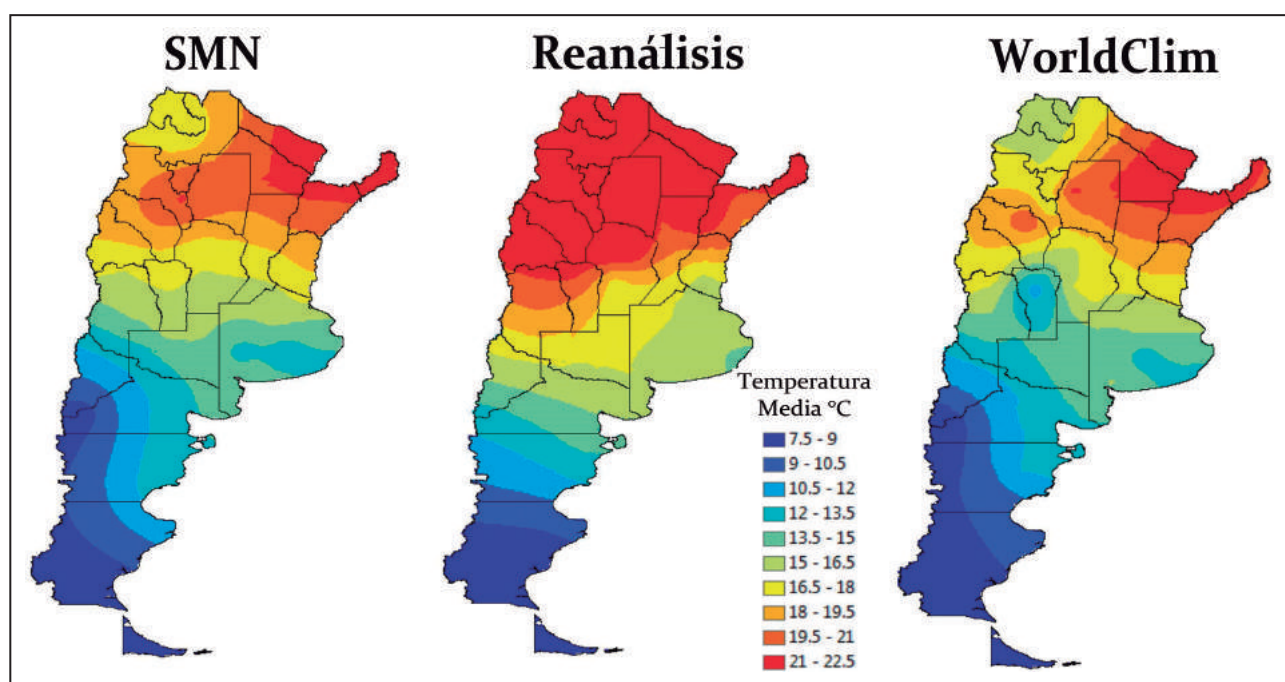 SMN
Reanálisis
WorldClim
Temperatura
Media °C
7.5 - 9
9 - 10.5
10.5 - 12
12 - 13.5
13.5 - 15
15 - 16.5
16.5 - 18
18 - 19.5
19.5 - 21
21 - 22.5